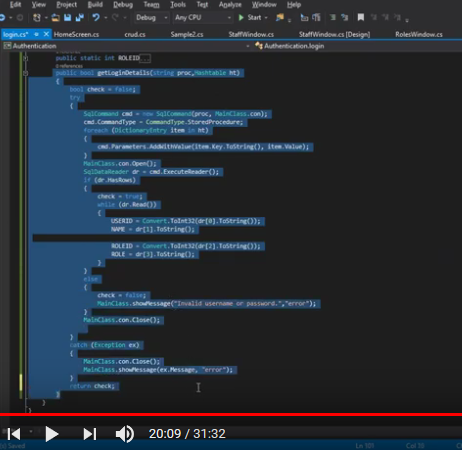 Edit View Project Build Debug Team Tools Test Analyze Window Help
Debug Any CPU Start
login.cs* HomeScreen.cs crud.cs Sample2.cs StaffWindow.cs StaffWindow.cs [Design] RolesWindow.cs
Authentication Authentication.login
public static int ROLEID...
2 references
public bool getLoginDetails(string proc,Hashtable ht)
{
bool check = false;
try
{
SqlCommand cmd = new SqlCommand(proc, MainClass.con);
cmd.CommandType = CommandType.StoredProcedure;
foreach (DictionaryEntry item in ht)
{
cmd.Parameters.AddWithValue(item.Key.ToString(), item.Value);
}
MainClass.con.Open();
SqlDataReader dr = cmd.ExecuteReader();
if (dr.HasRows)
{
check = true;
while (dr.Read())
{
USERID = Convert.ToInt32(dr[0].ToString());
NAME = dr[1].ToString();
ROLEID = Convert.ToInt32(dr[2].ToString());
ROLE = dr[3].ToString();
}
}
else
{
check = false;
MainClass.showMessage("Invalid username or password.","error");
}
MainClass.con.Close();
}
catch (Exception ex)
{
MainClass.con.Close();
MainClass.showMessage(ex.Message, "error");
}
return check;
}
}
}
20:09 / 31:32
Saved Ln 101 Col 35